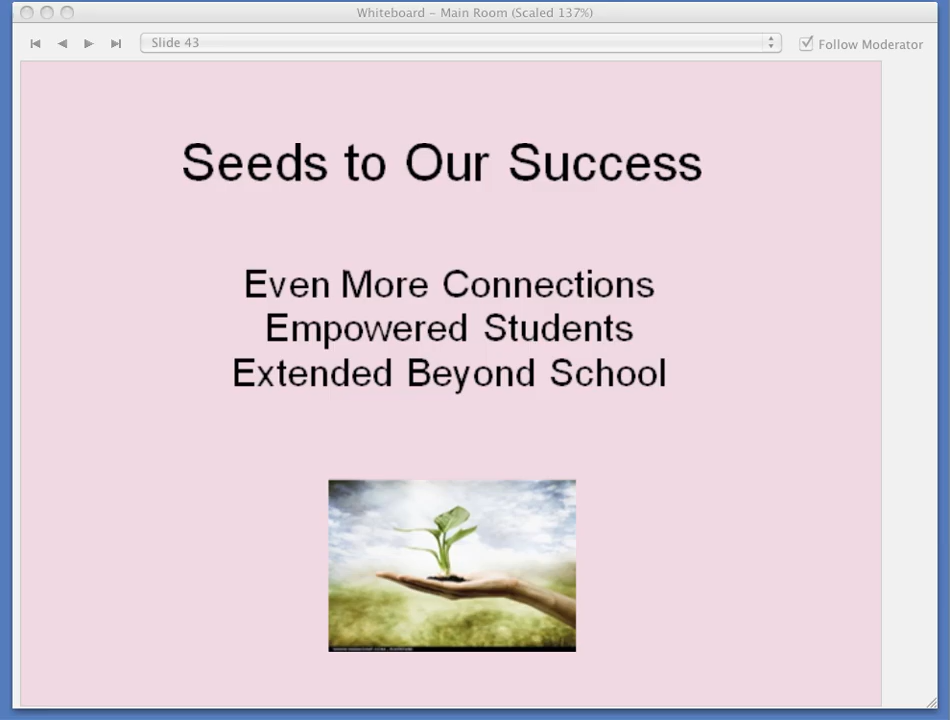 Whiteboard – Main Room (Scaled 137%)
Slide 43
Follow Moderator
Seeds to Our Success
Even More Connections
Empowered Students
Extended Beyond School